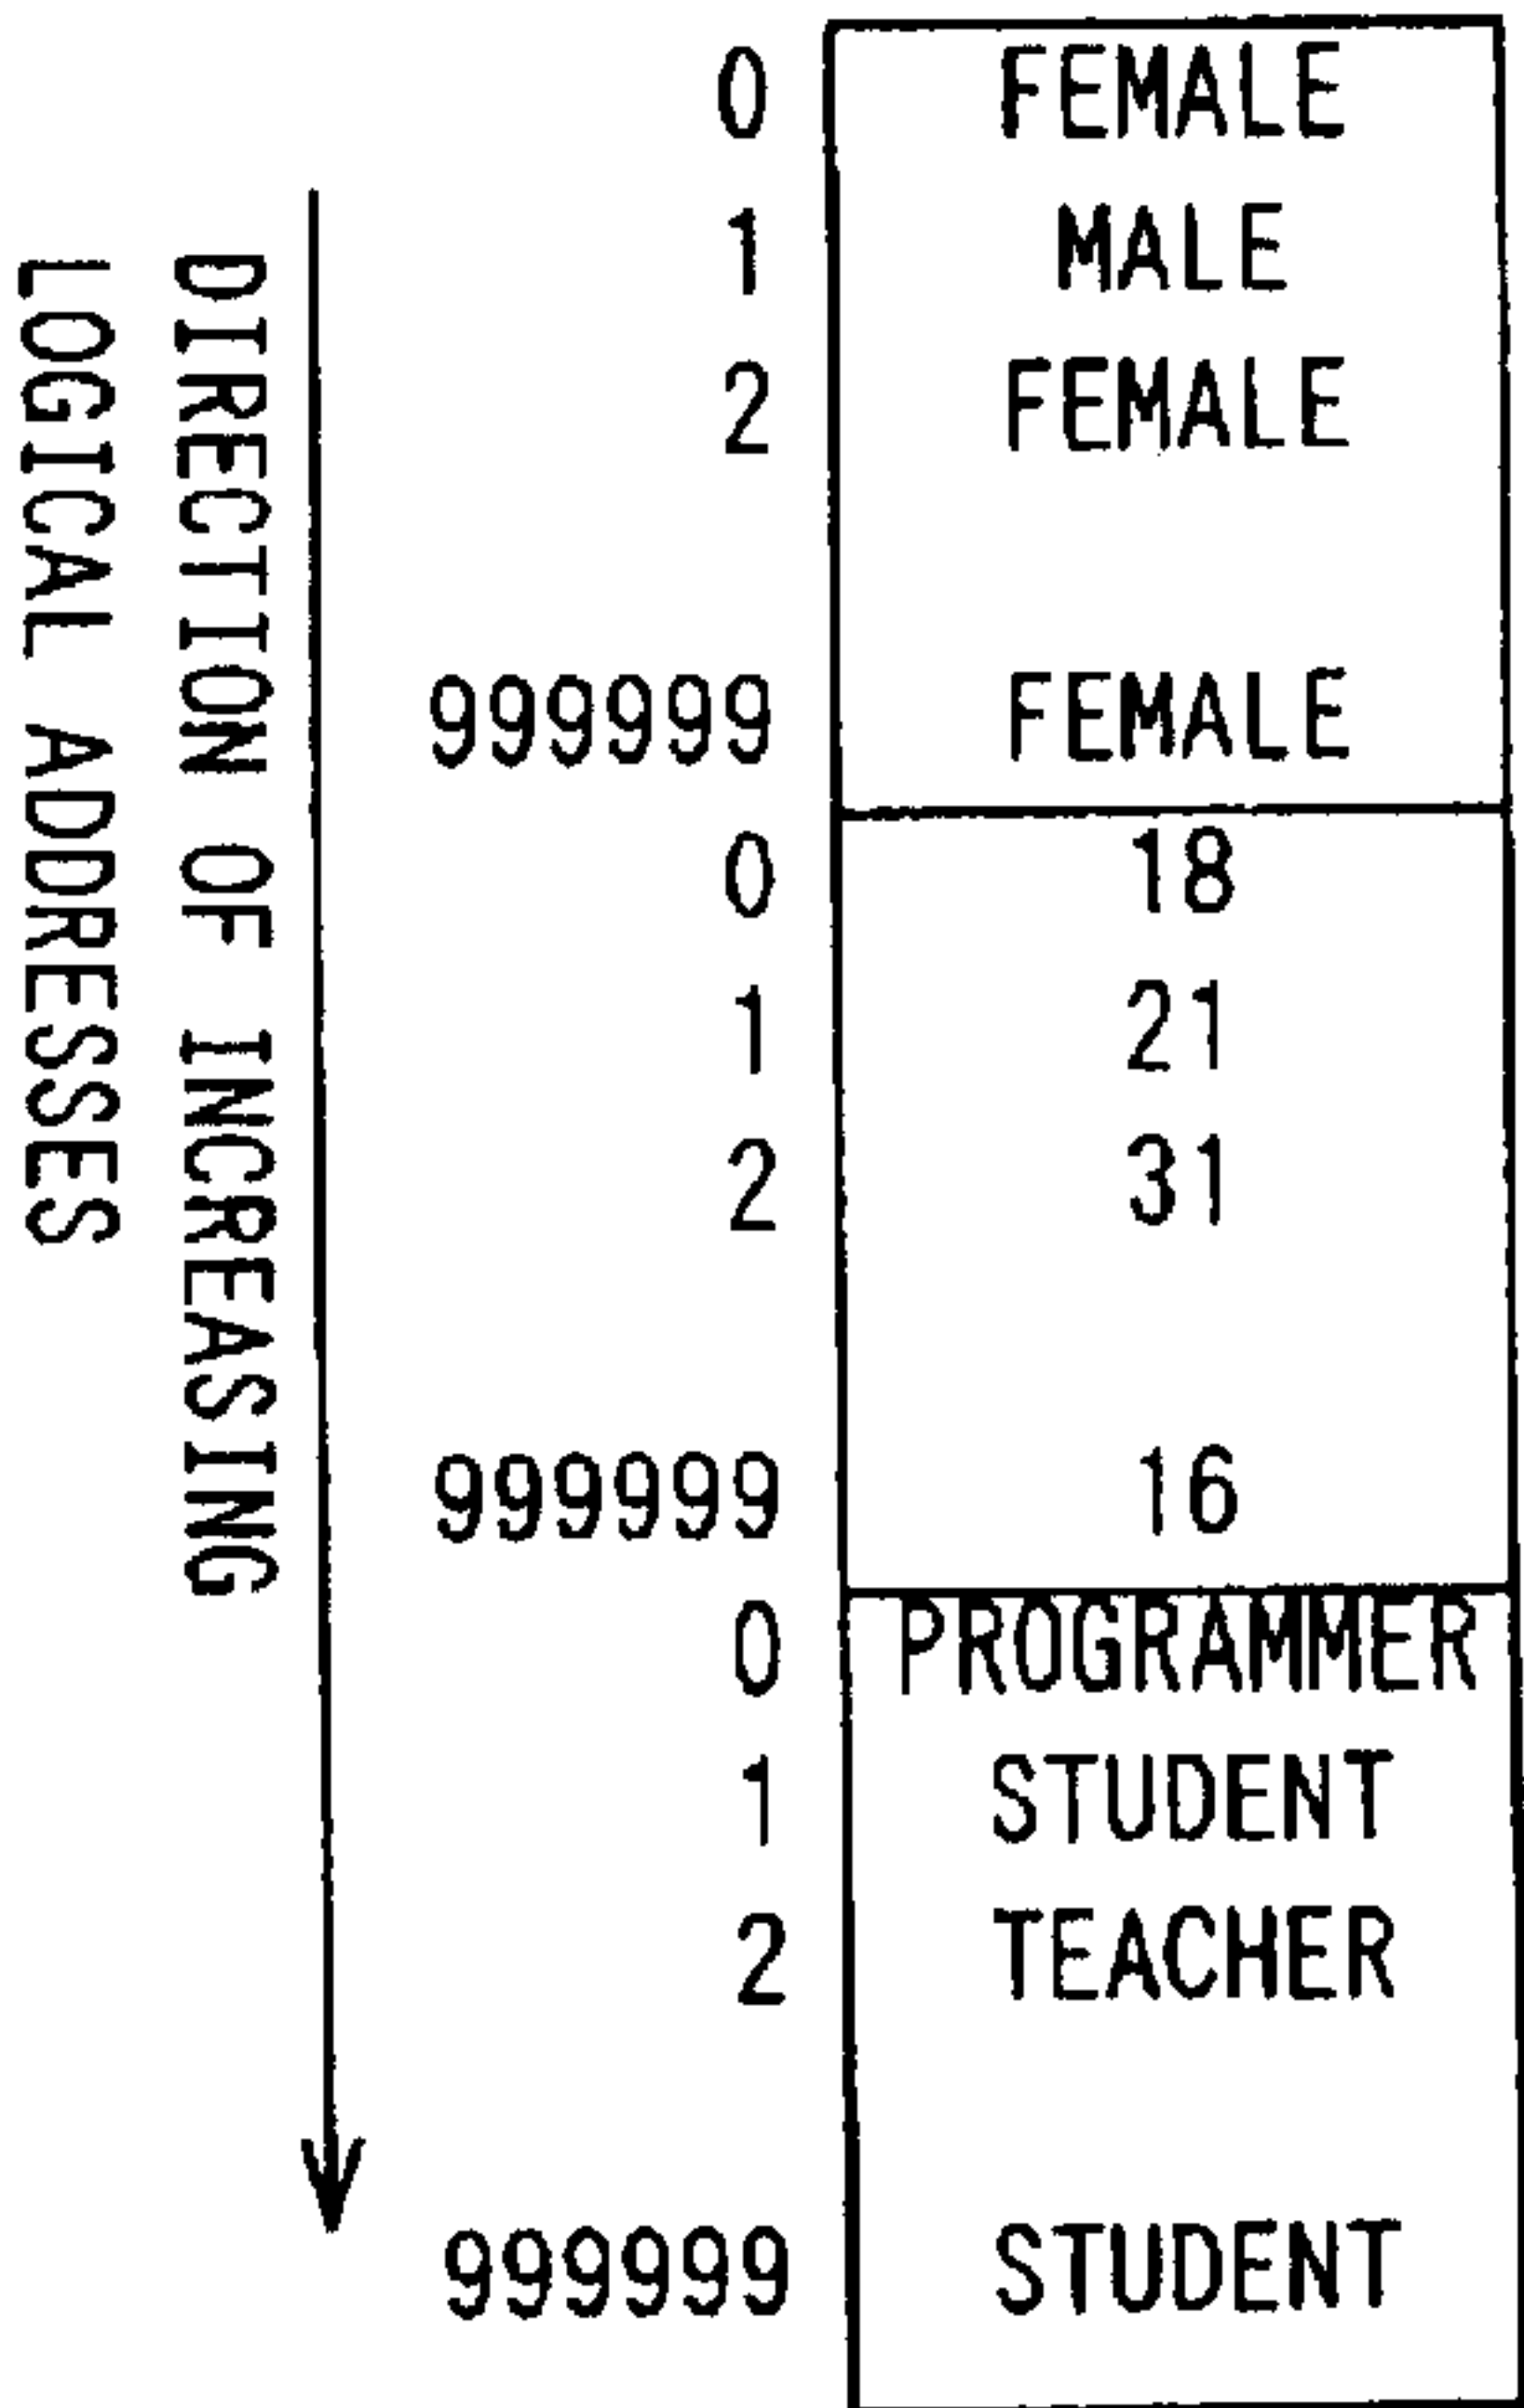 0 FEMALE
1 MALE
2 FEMALE
999999 FEMALE
0 18
1 21
2 31
999999 16
0 PROGRAMMER
1 STUDENT
2 TEACHER
999999 STUDENT
DIRECTION OF INCREASING
LOGICAL ADDRESSES